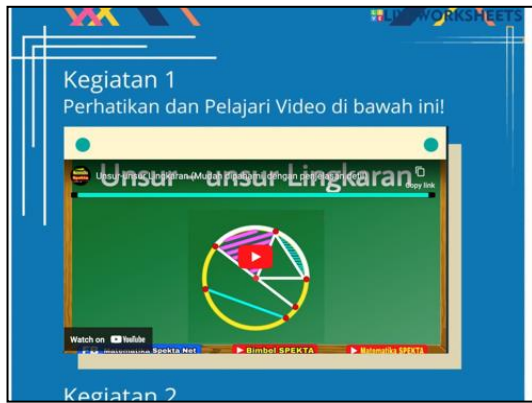 LIVEWORKSHEETS
Kegiatan 1
Perhatikan dan Pelajari Video di bawah ini!
Unsur - unsur Lingkaran
Unsur-unsur Lingkaran (Mudah dipahami dengan penjelasan detil)
Copy link
Watch on YouTube
FB Matematika Spekta Net
Bimbel SPEKTA
Matematika SPEKTA
Kegiatan 2